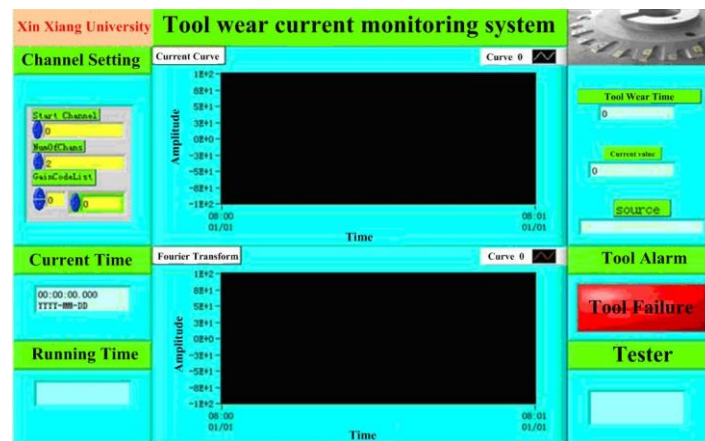 Xin Xiang University
Tool wear current monitoring system
Channel Setting
Start Channel
0
NumOfChans
2
GainCodeList
0
0
Current Curve
Curve 0
Amplitude
1E+2
8E+1
5E+1
3E+1
0E+0
-3E+1
-5E+1
-8E+1
-1E+2
08:00
01/01
08:01
01/01
Time
Tool Wear Time
0
Current value
0
source
Current Time
00:00:00.000
YYYY-MM-DD
Running Time
Fourier Transform
Curve 0
Amplitude
1E+2
8E+1
5E+1
3E+1
0E+0
-3E+1
-5E+1
-8E+1
-1E+2
08:00
01/01
08:01
01/01
Time
Tool Alarm
Tool Failure
Tester